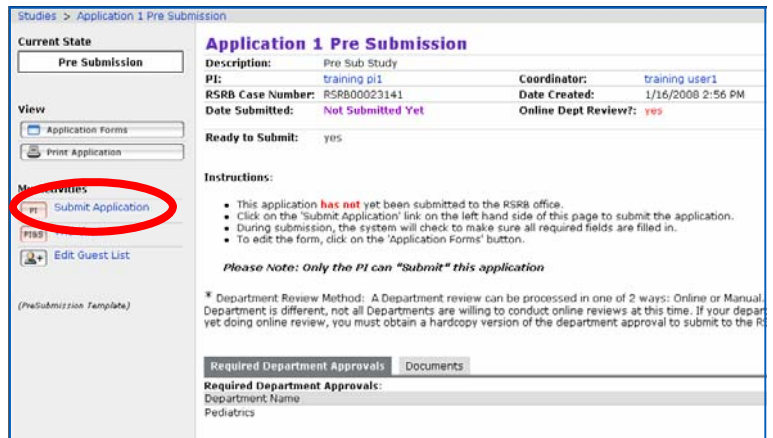 Studies > Application 1 Pre Submission
Current State
Pre Submission
View
Application Forms
Print Application
My Activities
PI Submit Application
PI&S
Edit Guest List
(PreSubmission Template)
Application 1 Pre Submission
Description: Pre Sub Study
PI: training pi1 Coordinator: training user1
RSRB Case Number: RSRB00023141 Date Created: 1/16/2008 2:56 PM
Date Submitted: Not Submitted Yet Online Dept Review?: yes
Ready to Submit: yes
Instructions:
• This application has not yet been submitted to the RSRB office.
• Click on the 'Submit Application' link on the left hand side of this page to submit the application.
• During submission, the system will check to make sure all required fields are filled in.
• To edit the form, click on the 'Application Forms' button.
Please Note: Only the PI can "Submit" this application
* Department Review Method: A Department review can be processed in one of 2 ways: Online or Manual.
Department is different, not all Departments are willing to conduct online reviews at this time. If your depar
yet doing online review, you must obtain a hardcopy version of the department approval to submit to the RS
Required Department Approvals Documents
Required Department Approvals:
Department Name
Pediatrics